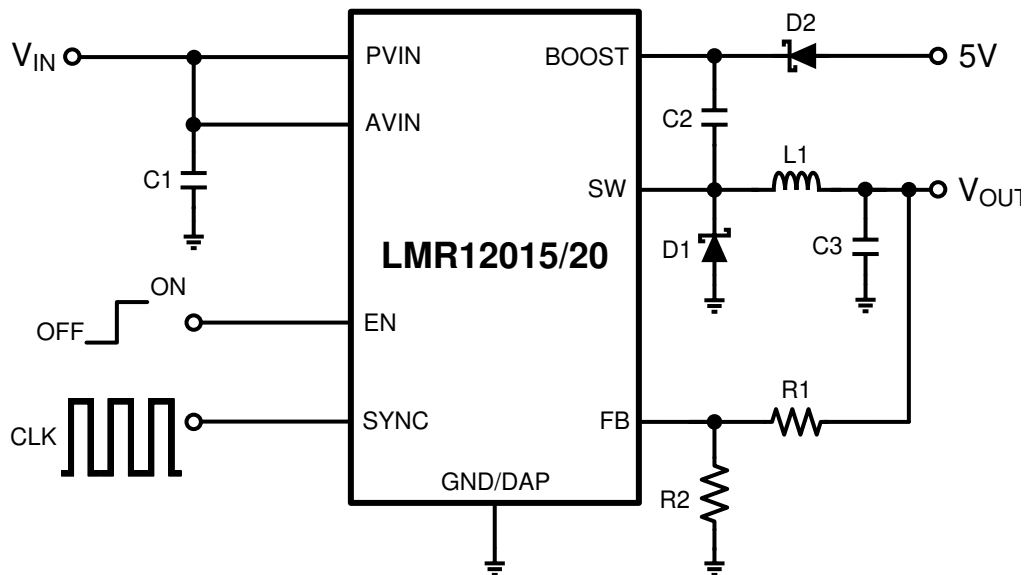 D2
VIN
PVIN
BOOST
5V
AVIN
C2
C1
L1
SW
VOUT
D1
C3
LMR12015/20
ON
OFF
EN
R1
CLK
SYNC
FB
GND/DAP
R2